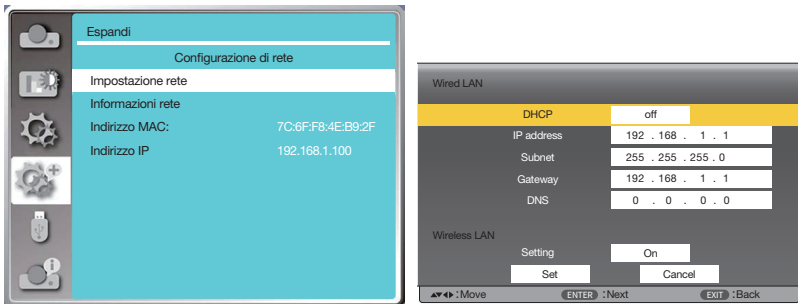 Espandi
Configurazione di rete
Impostazione rete
Informazioni rete
Indirizzo MAC: 7C:6F:F8:4E:B9:2F
Indirizzo IP 192.168.1.100
Wired LAN
DHCP off
IP address 192 . 168 . 1 . 1
Subnet 255 . 255 . 255 . 0
Gateway 192 . 168 . 1 . 1
DNS 0 . 0 . 0 . 0
Wireless LAN
Setting On
Set Cancel
▲▼◀▶ : Move ENTER : Next EXIT : Back